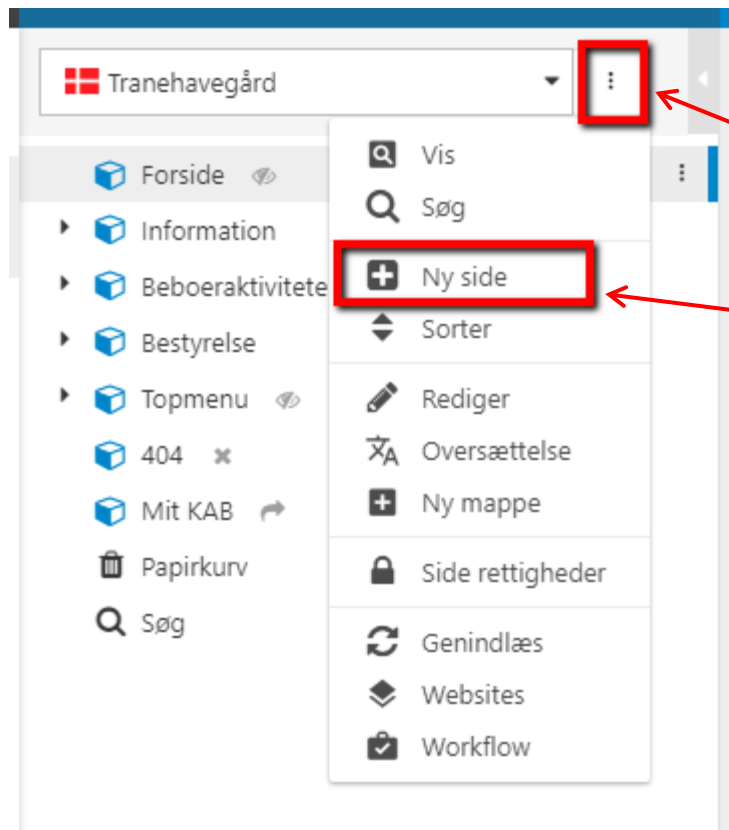 Tranehavegård
Forside
Information
Beboeraktivitete
Bestyrelse
Topmenu
404
Mit KAB
Papirkurv
Søg
Vis
Søg
Ny side
Sorter
Rediger
Oversættelse
Ny mappe
Side rettigheder
Genindlæs
Websites
Workflow